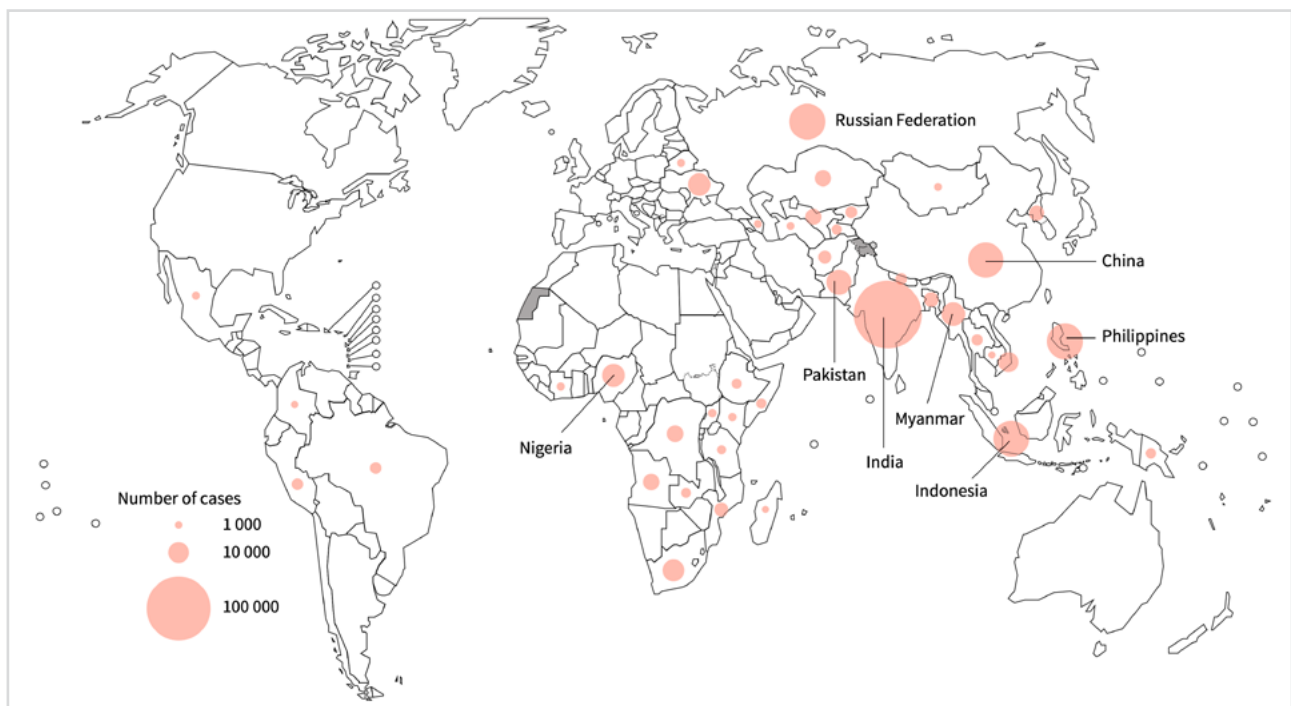 Russian Federation
China
Philippines
Pakistan
Myanmar
Nigeria
India
Indonesia
Number of cases
1 000
10 000
100 000